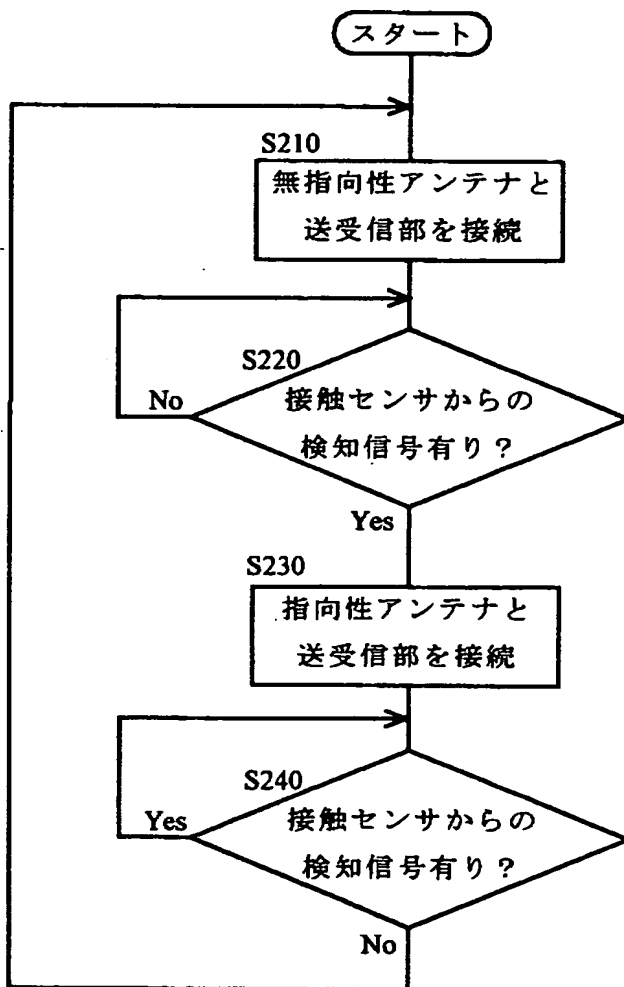 スタート
S210
無指向性アンテナと
送受信部を接続
S220
No
接触センサからの
検知信号有り？
Yes
S230
指向性アンテナと
送受信部を接続
S240
Yes
接触センサからの
検知信号有り？
No